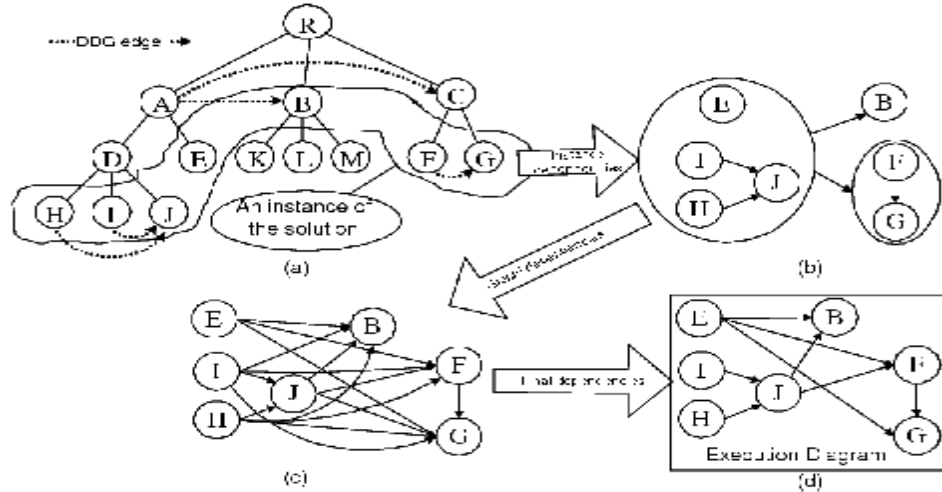 R
DDG edge
A
B
C
D
E
K
L
M
F
G
H
I
J
An instance of
the solution
(a)
E
B
I
J
H
F
G
(b)
E
B
I
J
F
H
G
(c)
Final dependencies
E
B
I
J
F
H
G
Execution Diagram
(d)